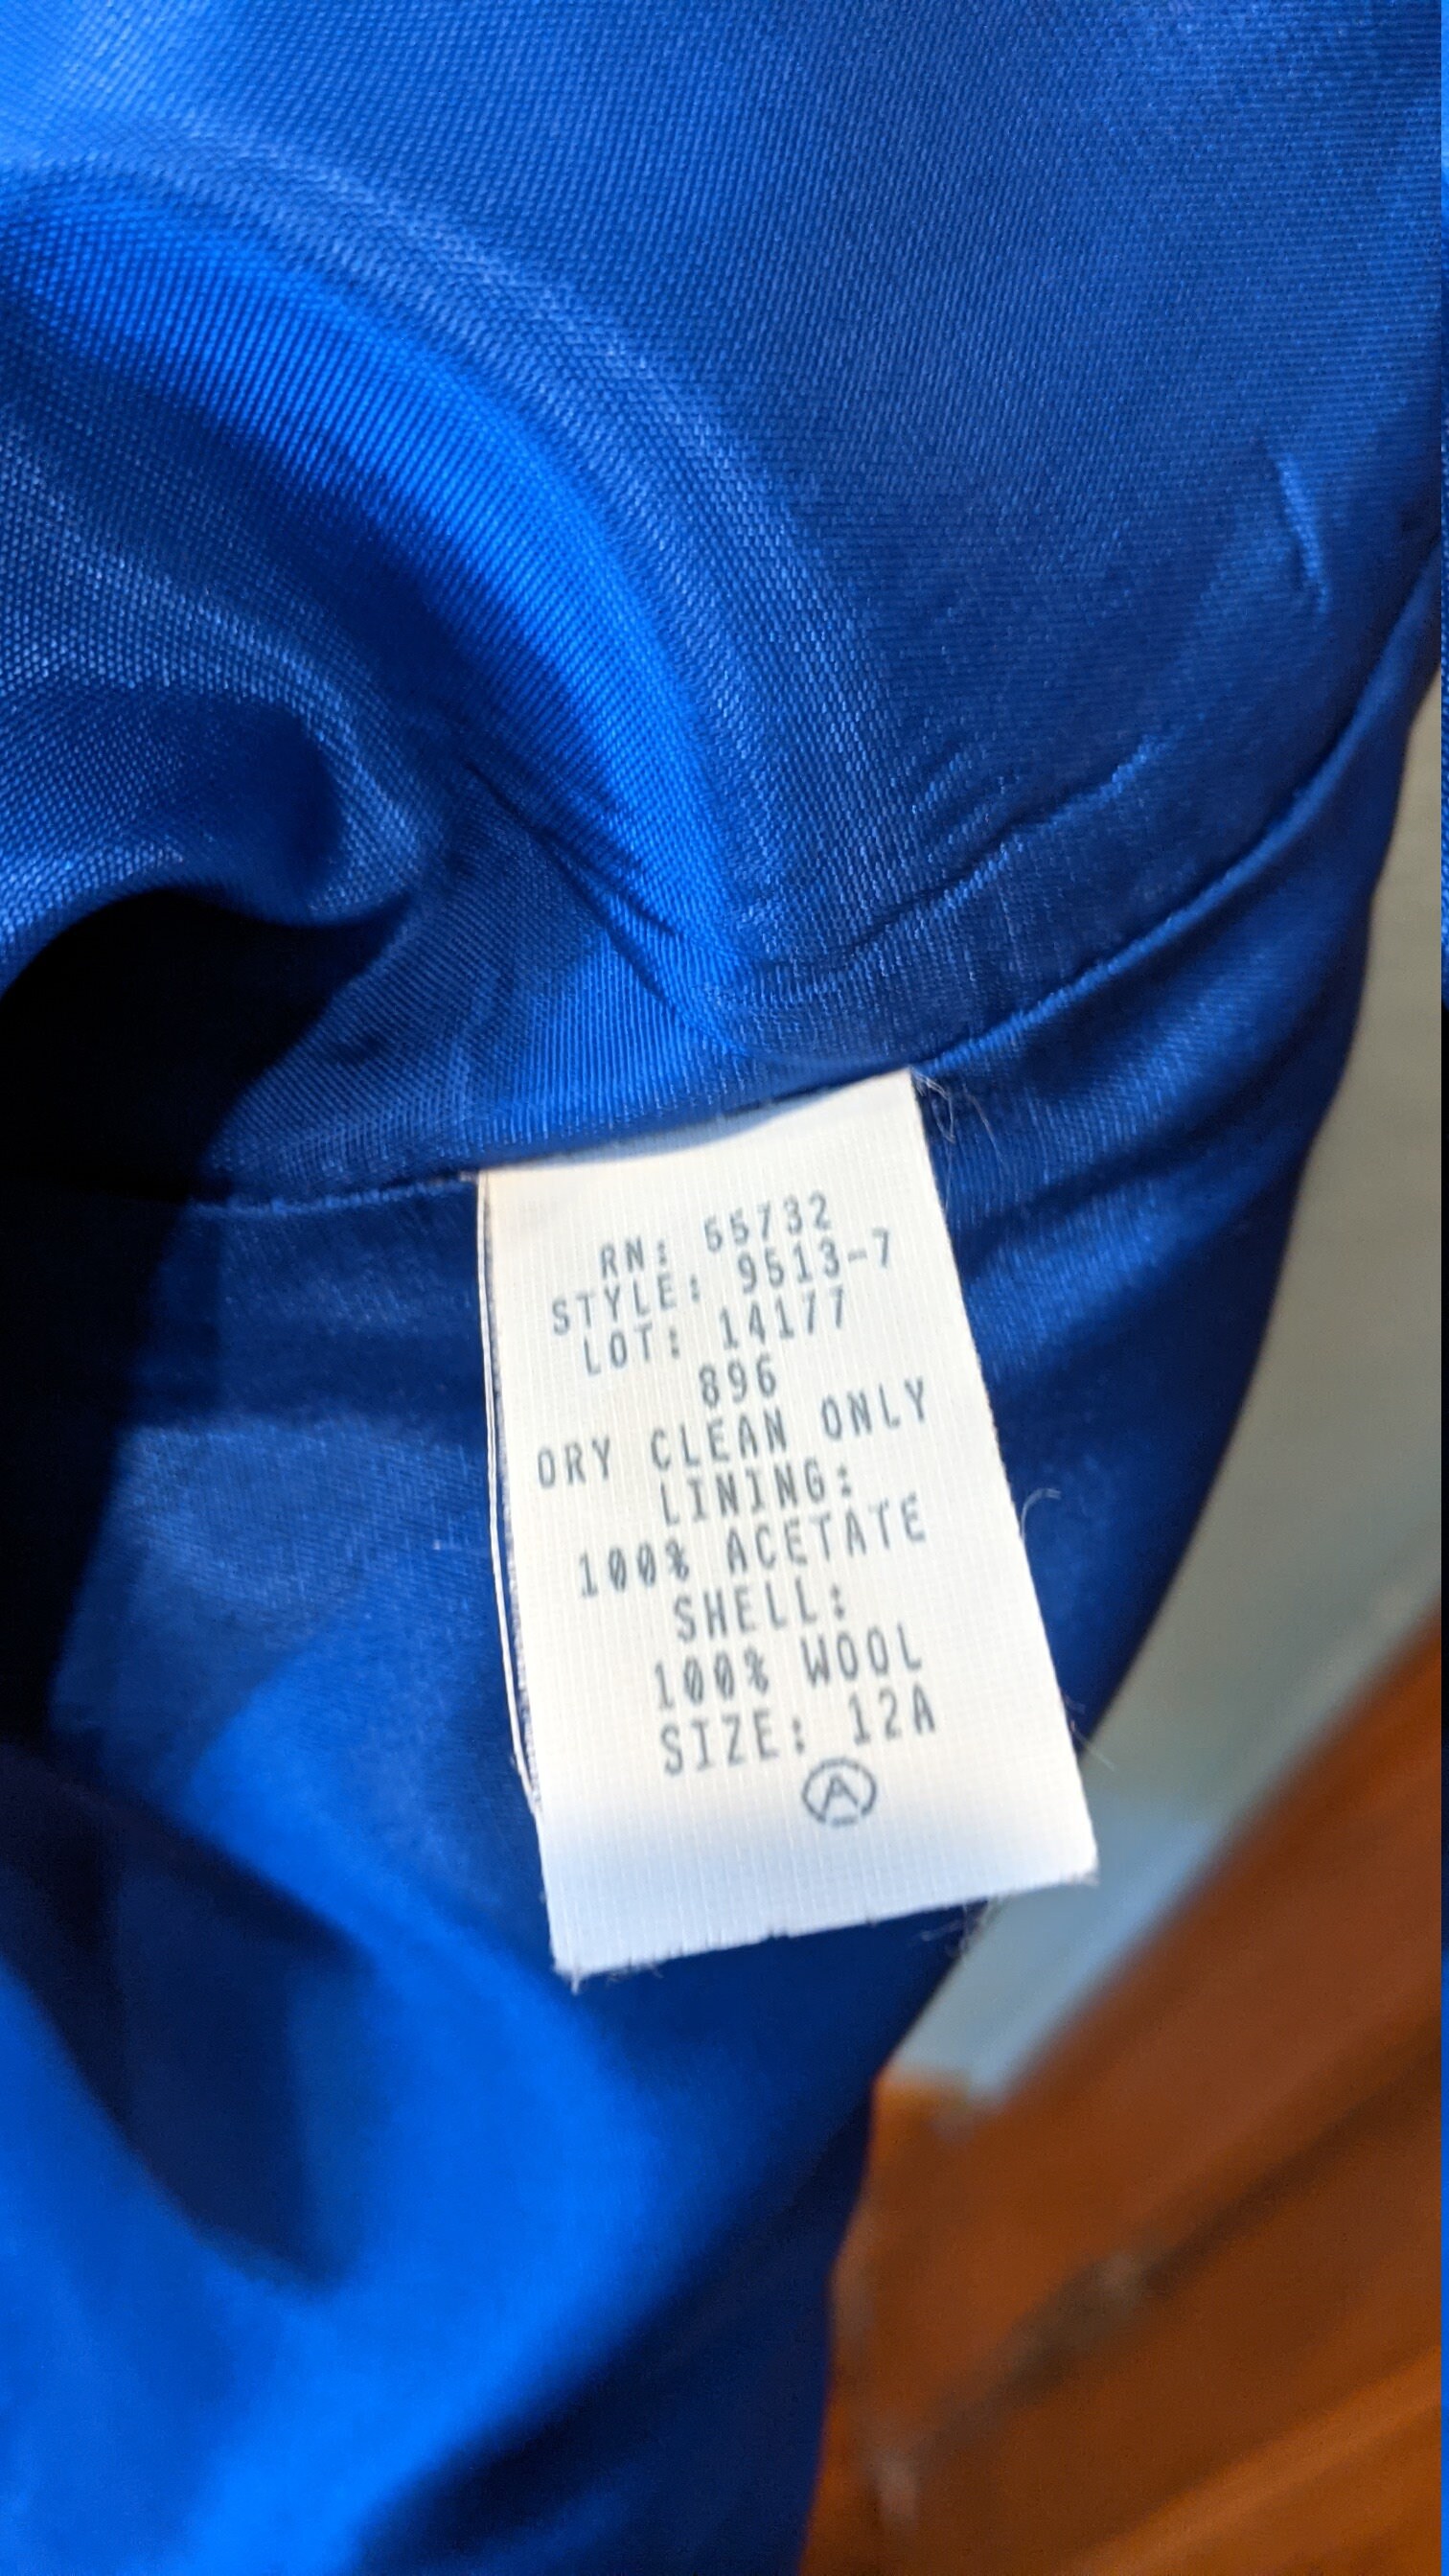 RN: 55732
STYLE: 9513-7
LOT: 14177
896
DRY CLEAN ONLY
LINING:
100% ACETATE
SHELL:
100% WOOL
SIZE: 12A
A